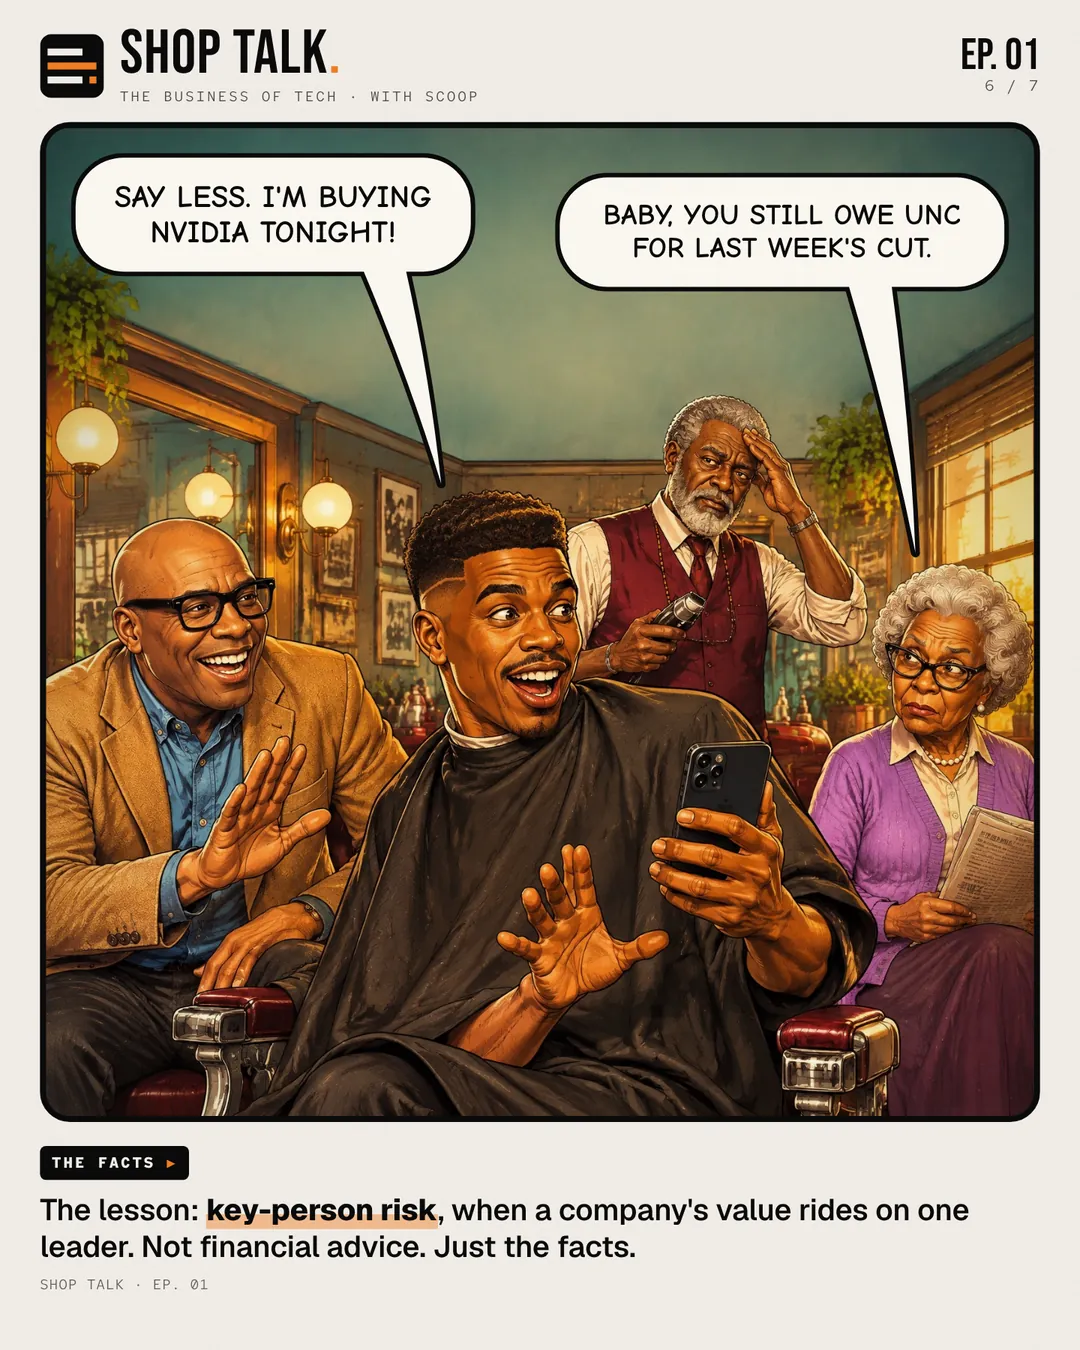 SHOP TALK.
THE BUSINESS OF TECH · WITH SCOOP
EP. 01
6 / 7
SAY LESS. I'M BUYING
NVIDIA TONIGHT!
BABY, YOU STILL OWE UNC
FOR LAST WEEK'S CUT.
THE FACTS ▸
The lesson: key-person risk, when a company's value rides on one
leader. Not financial advice. Just the facts.
SHOP TALK · EP. 01